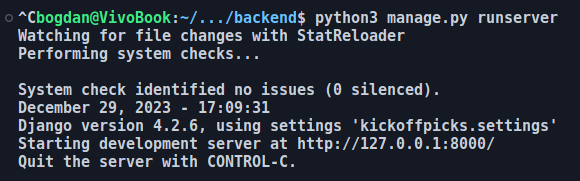 ^Cbogdan@VivoBook:~/.../backend$ python3 manage.py runserver
Watching for file changes with StatReloader
Performing system checks...
System check identified no issues (0 silenced).
December 29, 2023 - 17:09:31
Django version 4.2.6, using settings 'kickoffpicks.settings'
Starting development server at http://127.0.0.1:8000/
Quit the server with CONTROL-C.